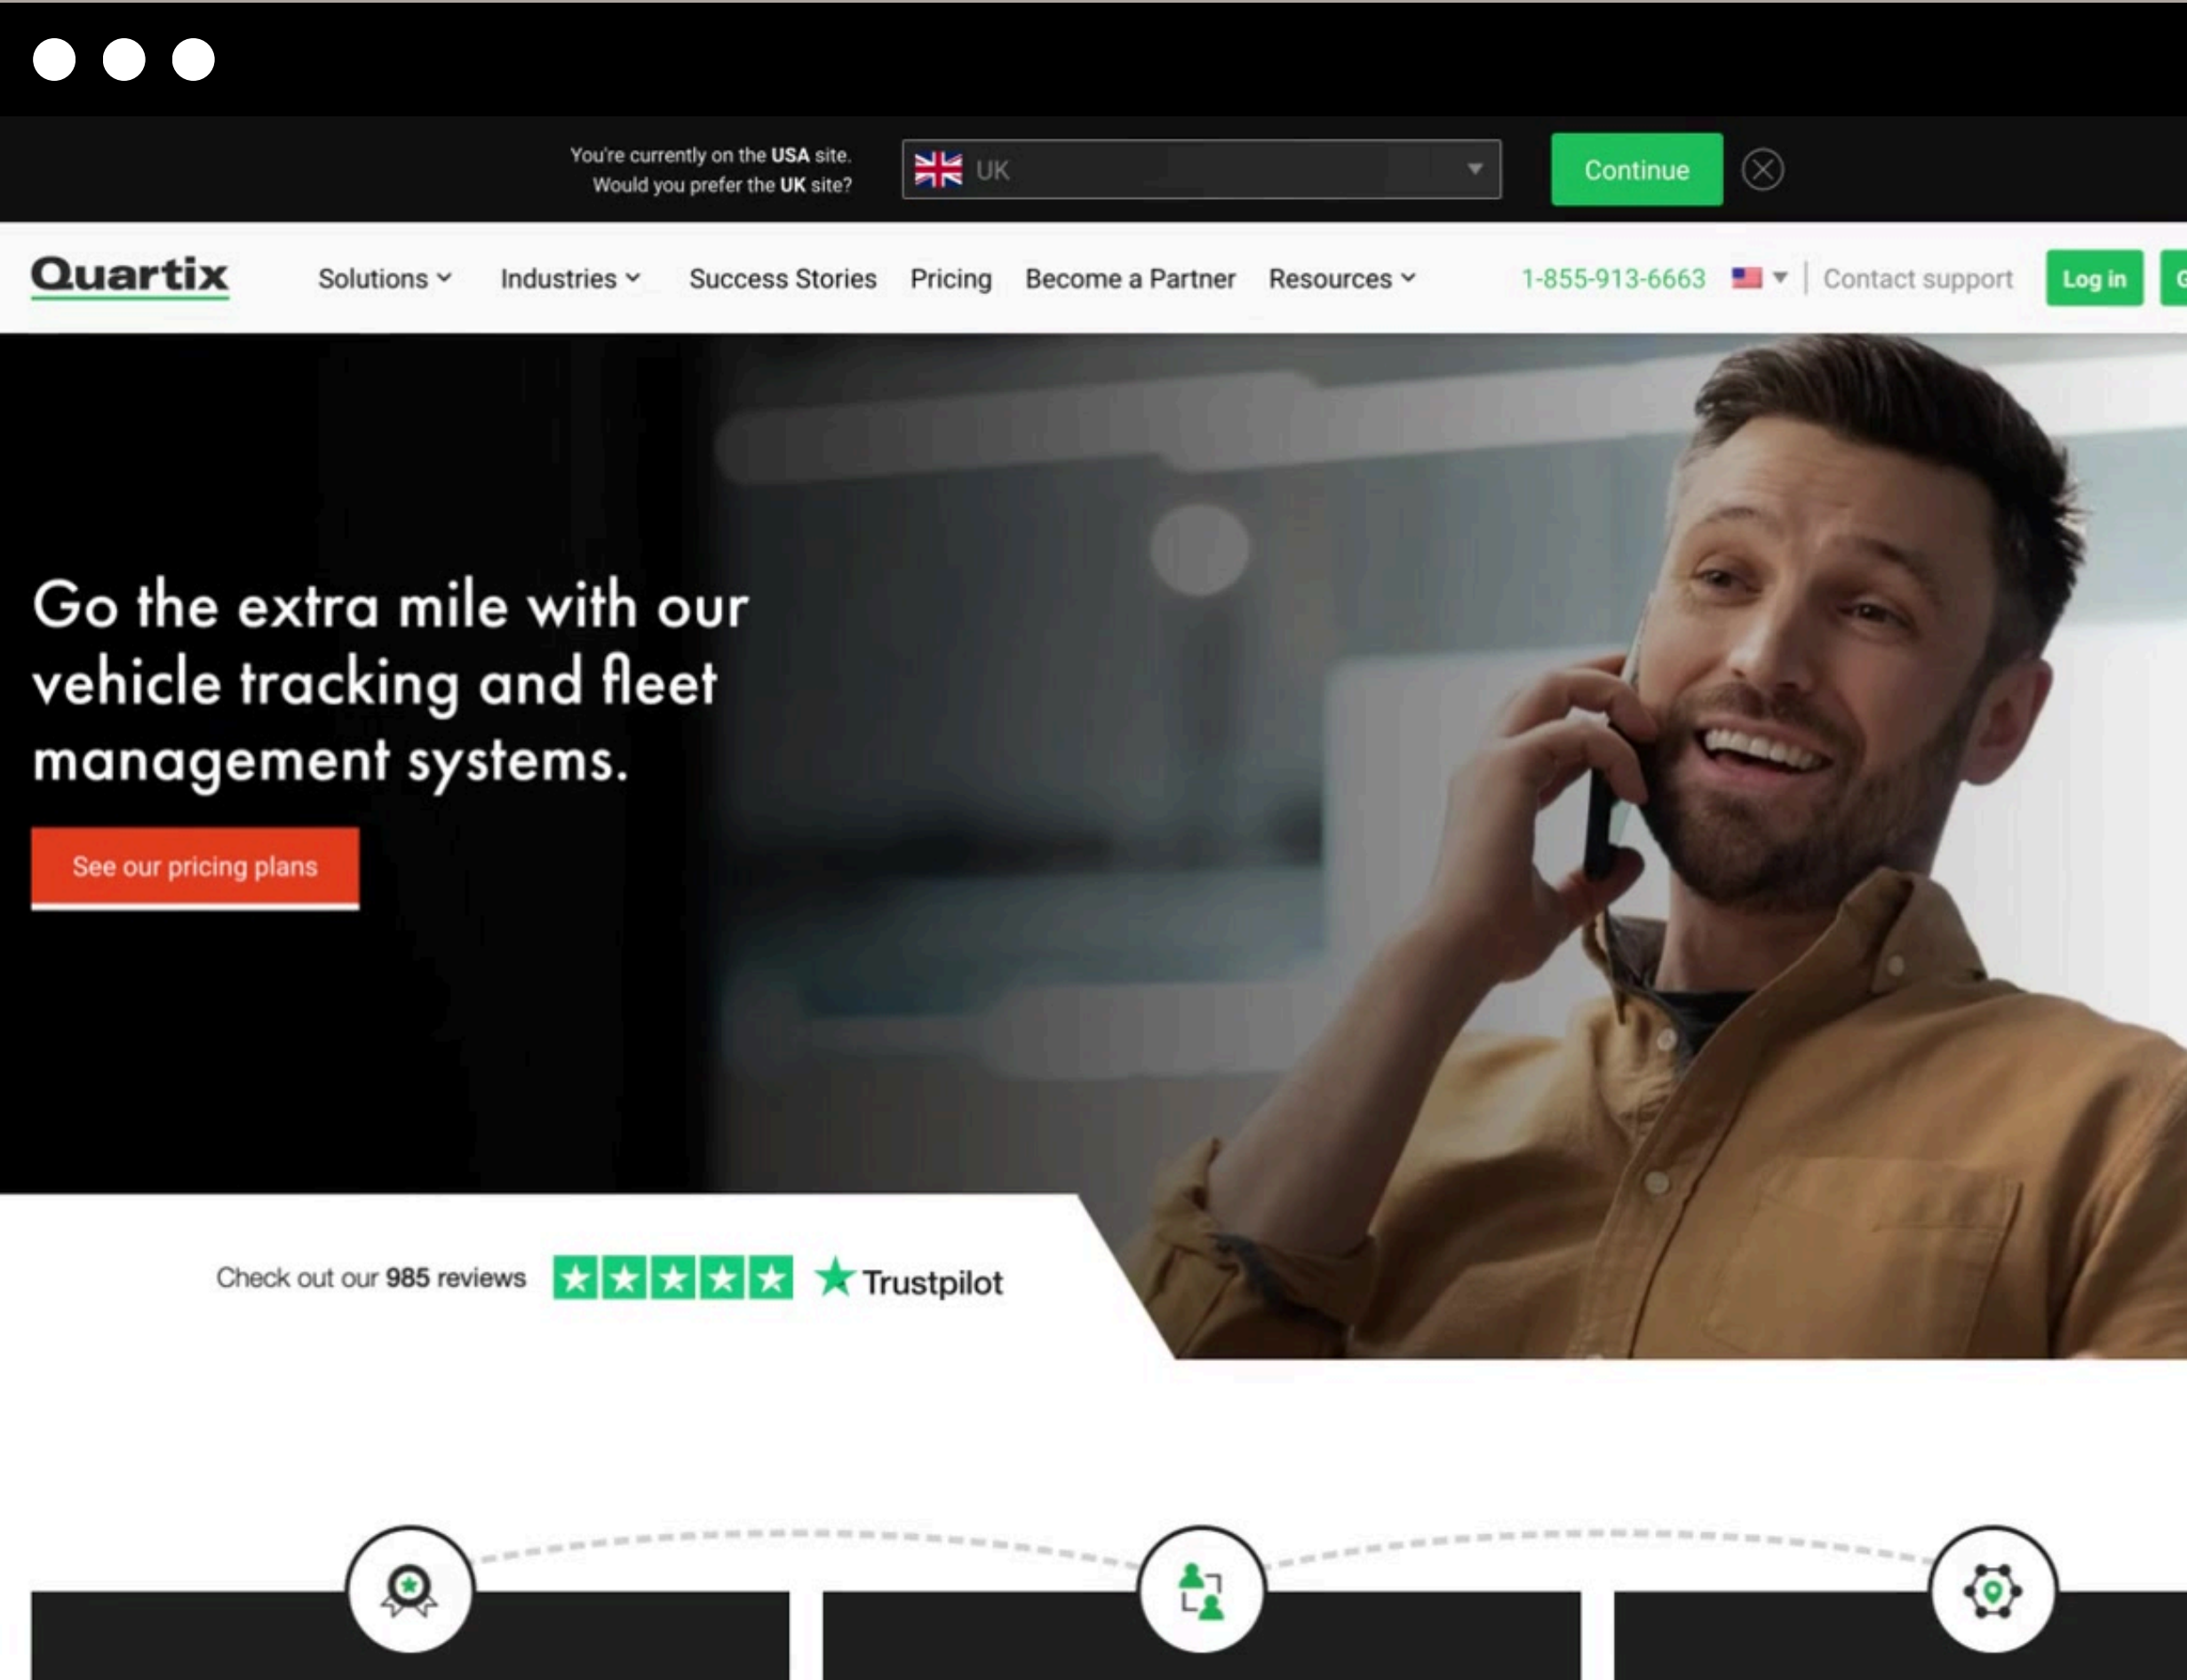 You're currently on the USA site.
Would you prefer the UK site?
UK
Continue
Quartix
Solutions
Industries
Success Stories
Pricing
Become a Partner
Resources
1-855-913-6663
Contact support
Log in
G
Go the extra mile with our
vehicle tracking and fleet
management systems.
See our pricing plans
Check out our 985 reviews
Trustpilot